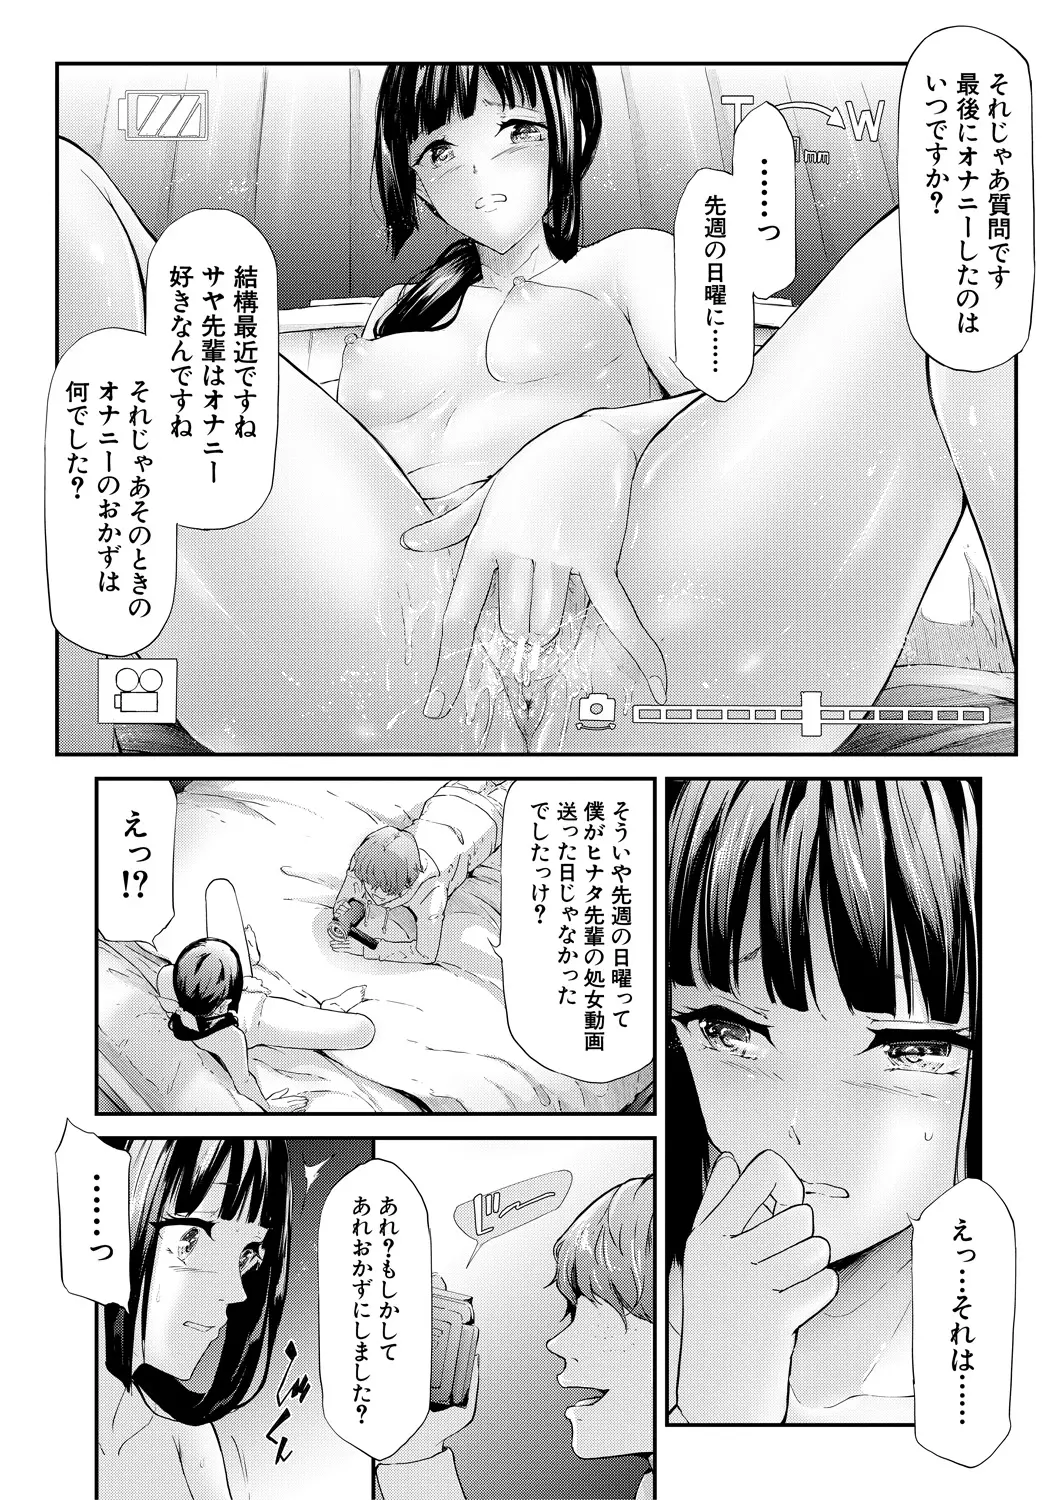 それじゃあ質問です
最後にオナニーしたのは
いつですか？
……っ
先週の日曜に……
結構最近ですね
サヤ先輩はオナニー
好きなんですね
それじゃあそのときの
オナニーのおかずは
何でした？
T
W
mm
えっ…それは……
そういや先週の日曜って
僕がヒナタ先輩の処女動画
送った日じゃなかった
でしたっけ？
えっ!?
あれ？もしかして
あれおかずにしました？
……っ